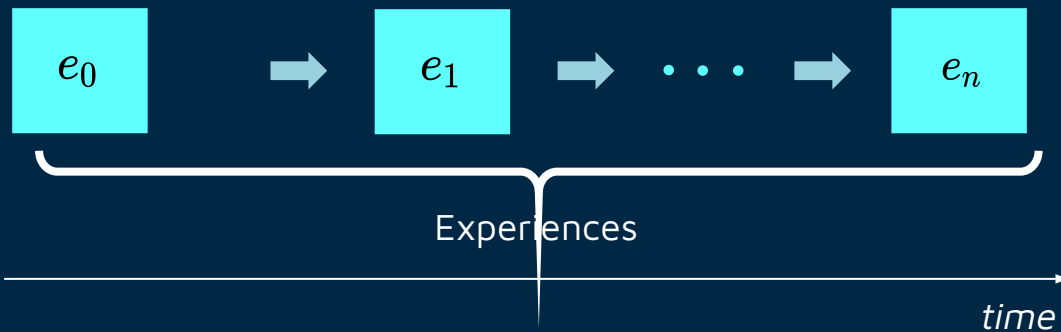 e₀ e₁ . . . eₙ
Experiences
time